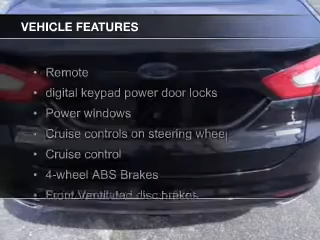 VEHICLE FEATURES
• Remote
• digital keypad power door locks
• Power windows
• Cruise controls on steering wheel
• Cruise control
• 4-wheel ABS Brakes
• Front Ventilated disc brakes